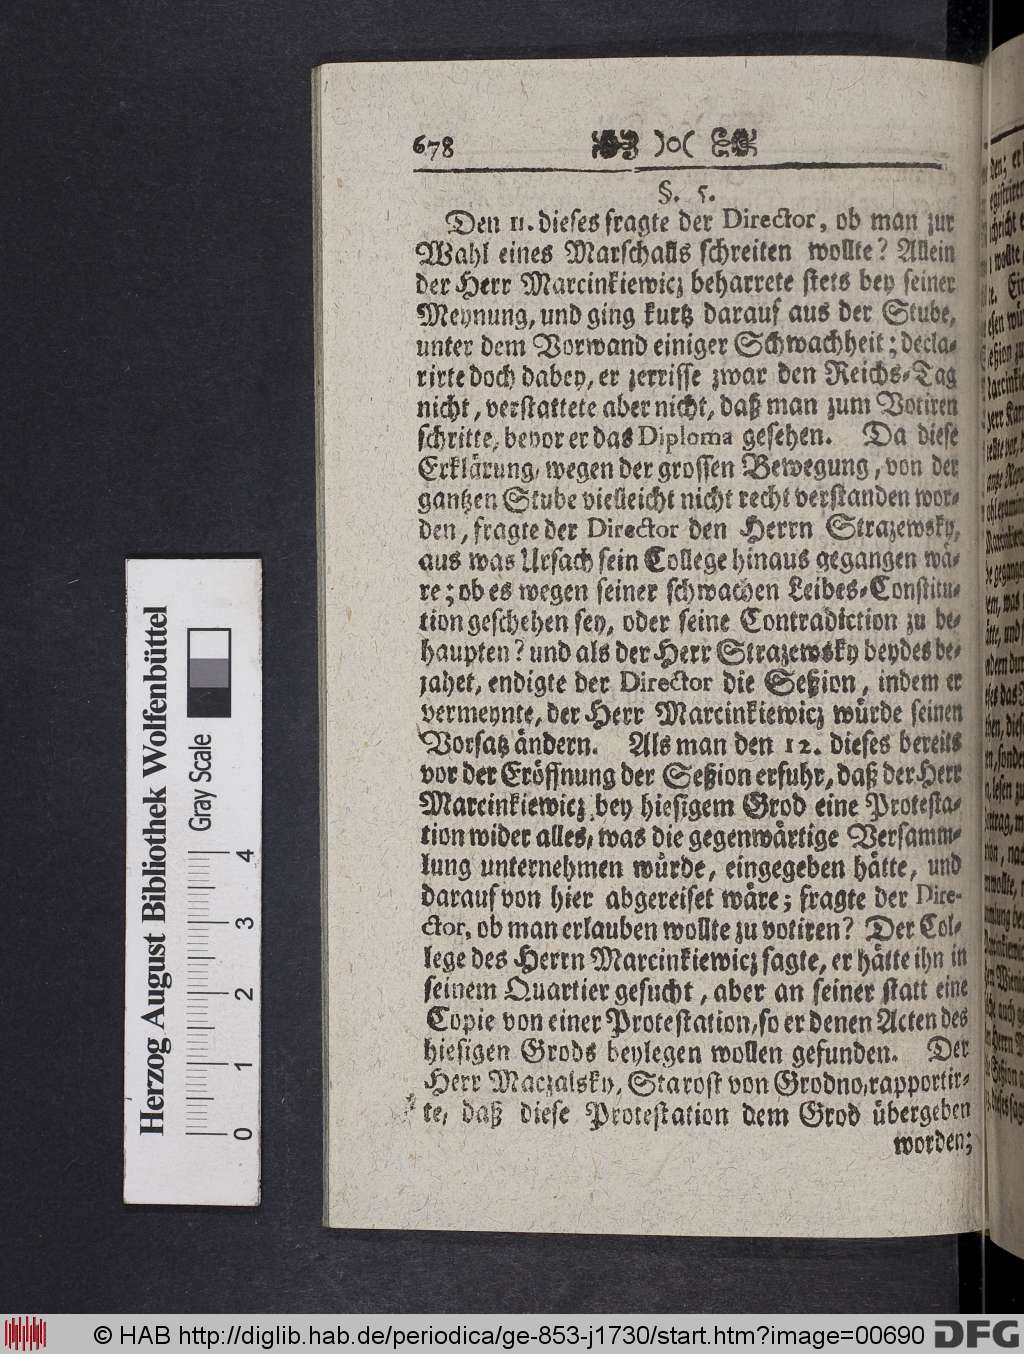 678 )o(
§. 5.
Den 11. dieses fragte der Director, ob man zur
Wahl eines Marschalls schreiten wollte? Allein
der Herr Marcinkiewicz beharrete stets bey seiner
Meynung, und ging kurtz darauf aus der Stube,
unter dem Vorwand einiger Schwachheit; decla-
rirte doch dabey, er zerrisse zwar den Reichs-Tag
nicht, verstattete aber nicht, daß man zum Votiren
schritte, bevor er das Diploma gesehen. Da diese
Erklärung, wegen der grossen Bewegung, von der
gantzen Stube vielleicht nicht recht verstanden wor-
den, fragte der Director den Herrn Strazewsky,
aus was Ursach sein College hinaus gegangen wä-
re; ob es wegen seiner schwachen Leibes-Constitu-
tion geschehen sey, oder seine Contradiction zu be-
haupten? und als der Herr Strazewsky beydes be-
jahet, endigte der Director die Seßion, indem er
vermeynte, der Herr Marcinkiewicz würde seinen
Vorsatz ändern. Als man den 12. dieses bereits
vor der Eröffnung der Seßion erfuhr, daß der Herr
Marcinkiewicz bey hiesigem Grod eine Protesta-
tion wider alles, was die gegenwärtige Versamm-
lung unternehmen würde, eingegeben hätte, und
darauf von hier abgereiset wäre; fragte der Dire-
ctor, ob man erlauben wollte zu votiren? Der Col-
lege des Herrn Marcinkiewicz sagte, er hätte ihn in
seinem Quartier gesucht, aber an seiner statt eine
Copie von einer Protestation, so er denen Acten des
hiesigen Grods beylegen wollen gefunden. Der
Herr Maczalsky, Starost von Grodno, rapportir-
te, daß diese Protestation dem Grod übergeben
worden;
Herzog August Bibliothek Wolfenbüttel
Gray Scale
0 1 2 3 4
© HAB http://diglib.hab.de/periodica/ge-853-j1730/start.htm?image=00690 DFG